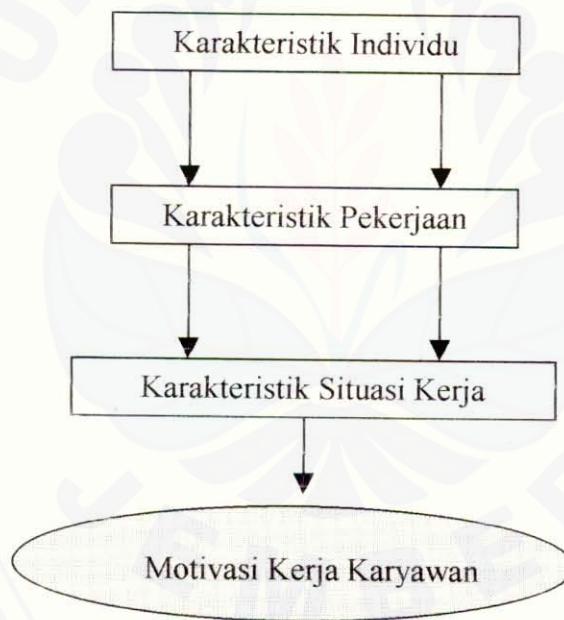 Karakteristik Individu
Karakteristik Pekerjaan
Karakteristik Situasi Kerja
Motivasi Kerja Karyawan